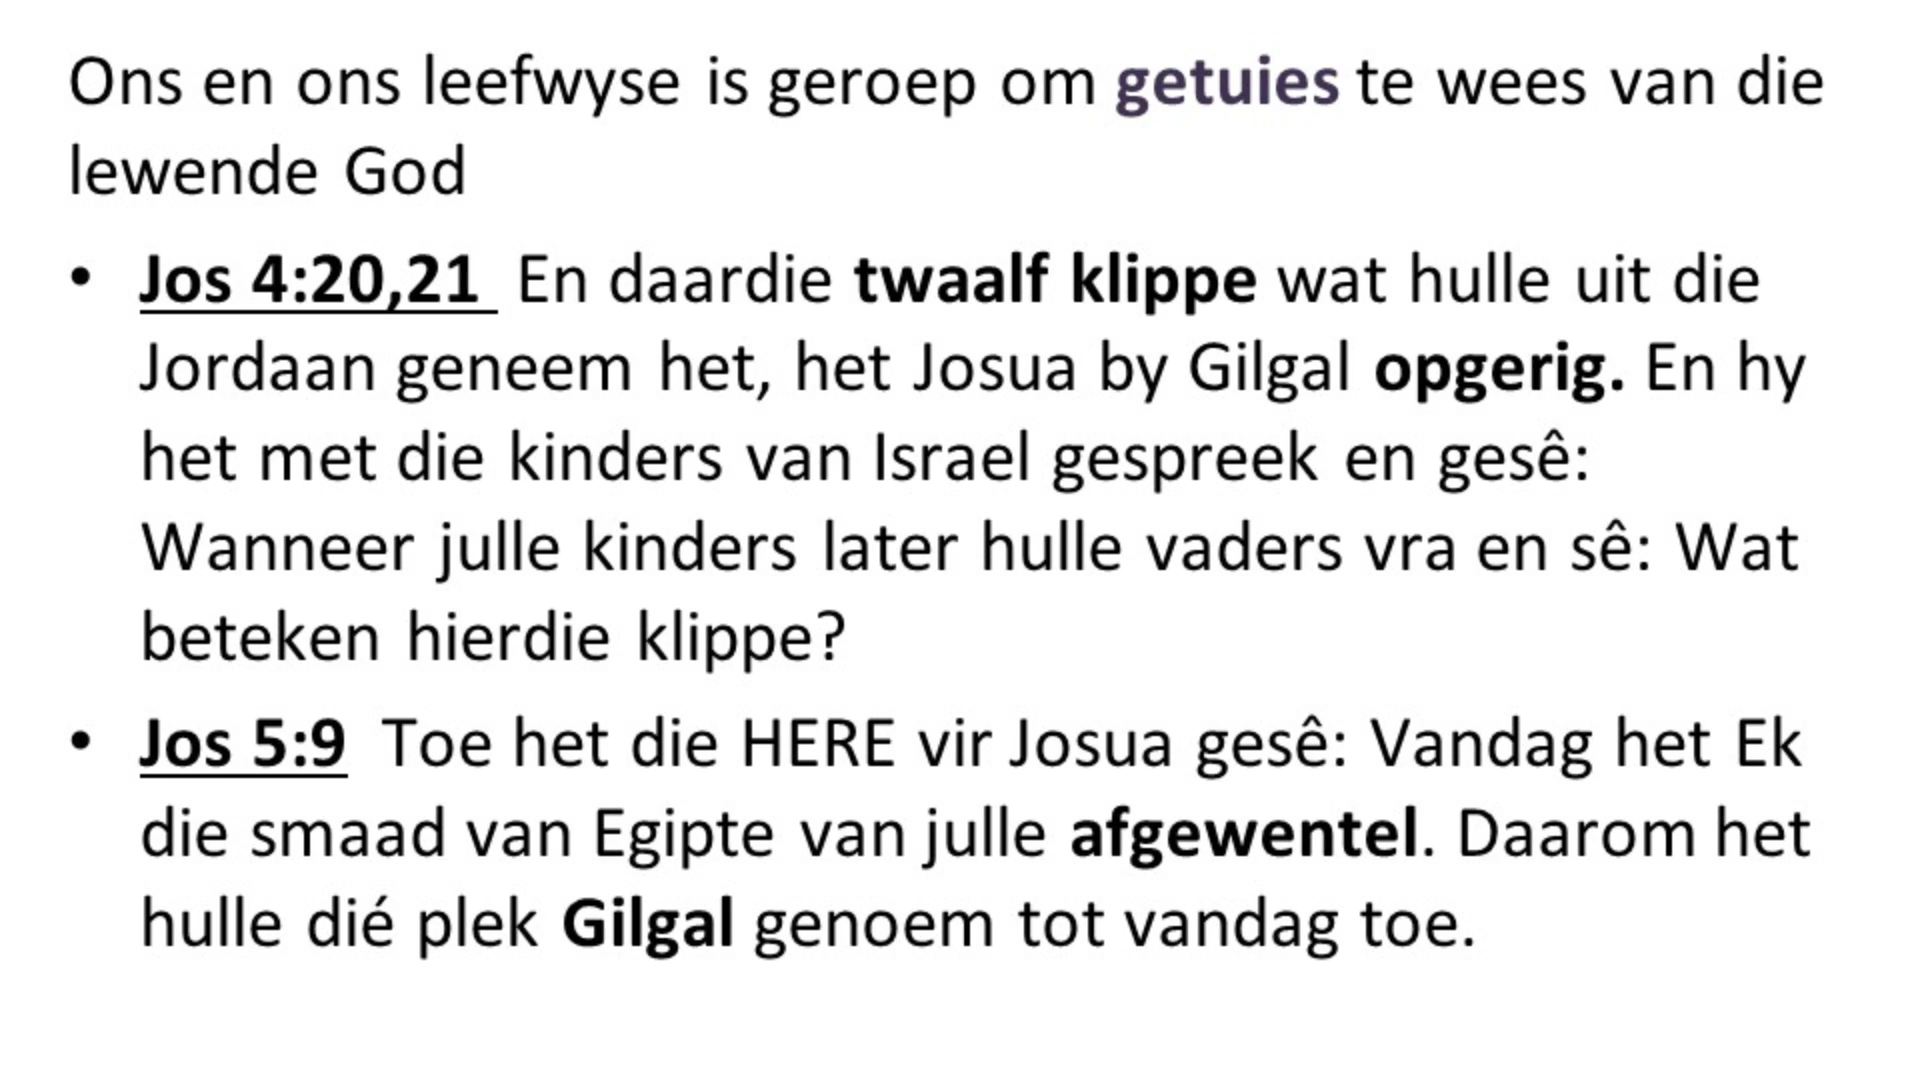 Ons en ons leefwyse is geroep om getuies te wees van die
lewende God
• Jos 4:20,21 En daardie twaalf klippe wat hulle uit die
Jordaan geneem het, het Josua by Gilgal opgerig. En hy
het met die kinders van Israel gespreek en gesê:
Wanneer julle kinders later hulle vaders vra en sê: Wat
beteken hierdie klippe?
• Jos 5:9 Toe het die HERE vir Josua gesê: Vandag het Ek
die smaad van Egipte van julle afgewentel. Daarom het
hulle dié plek Gilgal genoem tot vandag toe.